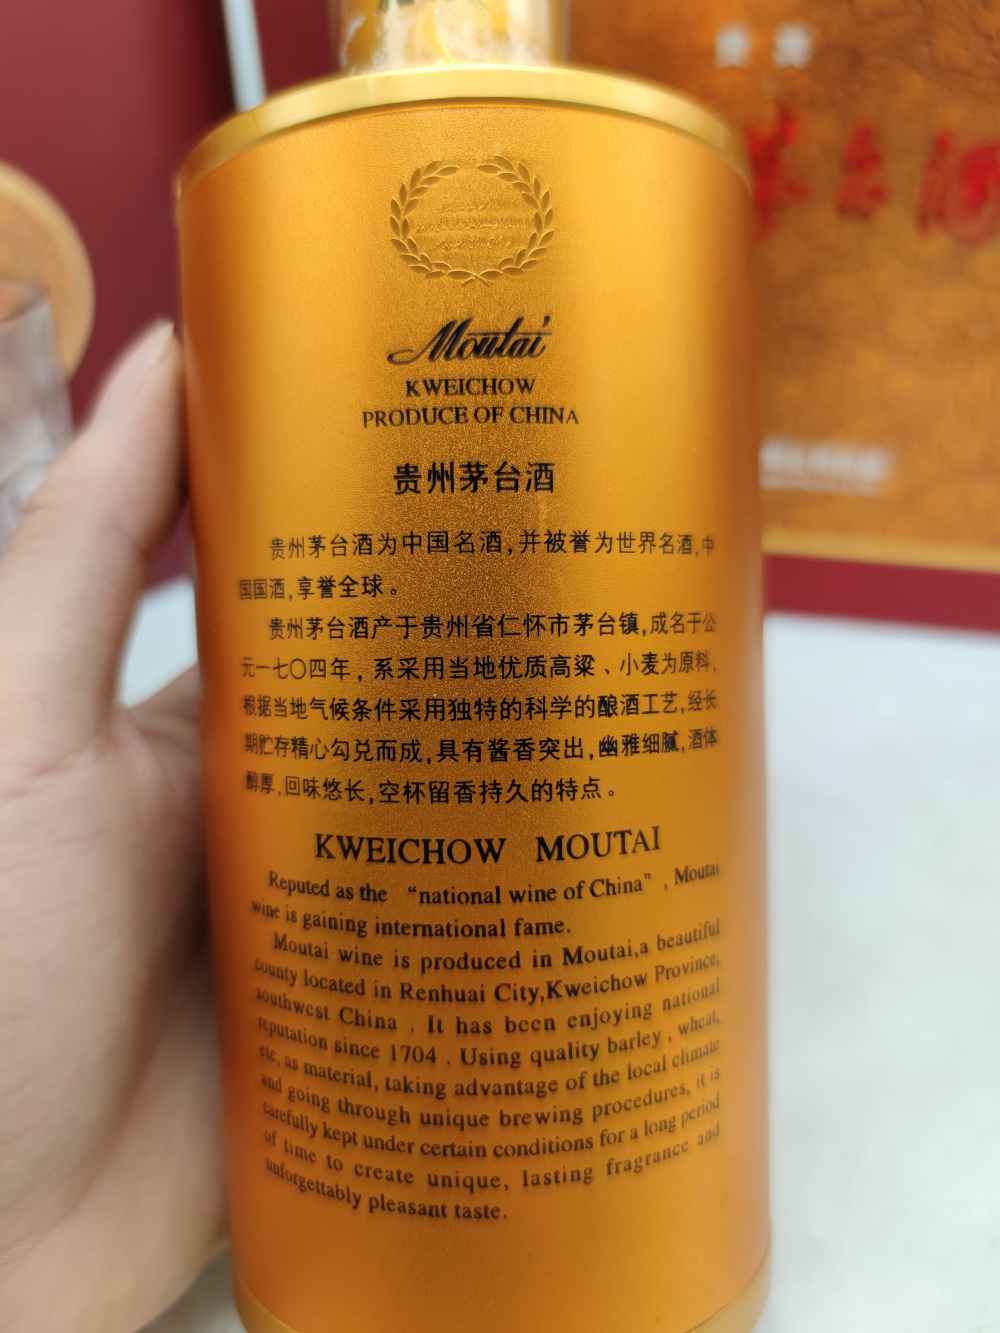 茅台酒
Moutai
KWEICHOW
PRODUCE OF CHINA
贵州茅台酒
贵州茅台酒为中国名酒,并被誉为世界名酒,中
国国酒,享誉全球。
贵州茅台酒产于贵州省仁怀市茅台镇,成名于公
元一七〇四年，系采用当地优质高粱、小麦为原料,
根据当地气候条件采用独特的科学的酿酒工艺,经长
期贮存精心勾兑而成,具有酱香突出,幽雅细腻,酒体
醇厚,回味悠长,空杯留香持久的特点。
KWEICHOW MOUTAI
Reputed as the “national wine of China”, Moutai
wine is gaining international fame.
Moutai wine is produced in Moutai,a beautiful
county located in Renhuai City,Kweichow Province,
southwest China . It has been enjoying national
reputation since 1704 . Using quality barley , wheat,
etc, as material, taking advantage of the local climate
and going through unique brewing procedures, it is
carefully kept under certain conditions for a long period
of time to create unique, lasting fragrance and
unforgettably pleasant taste.